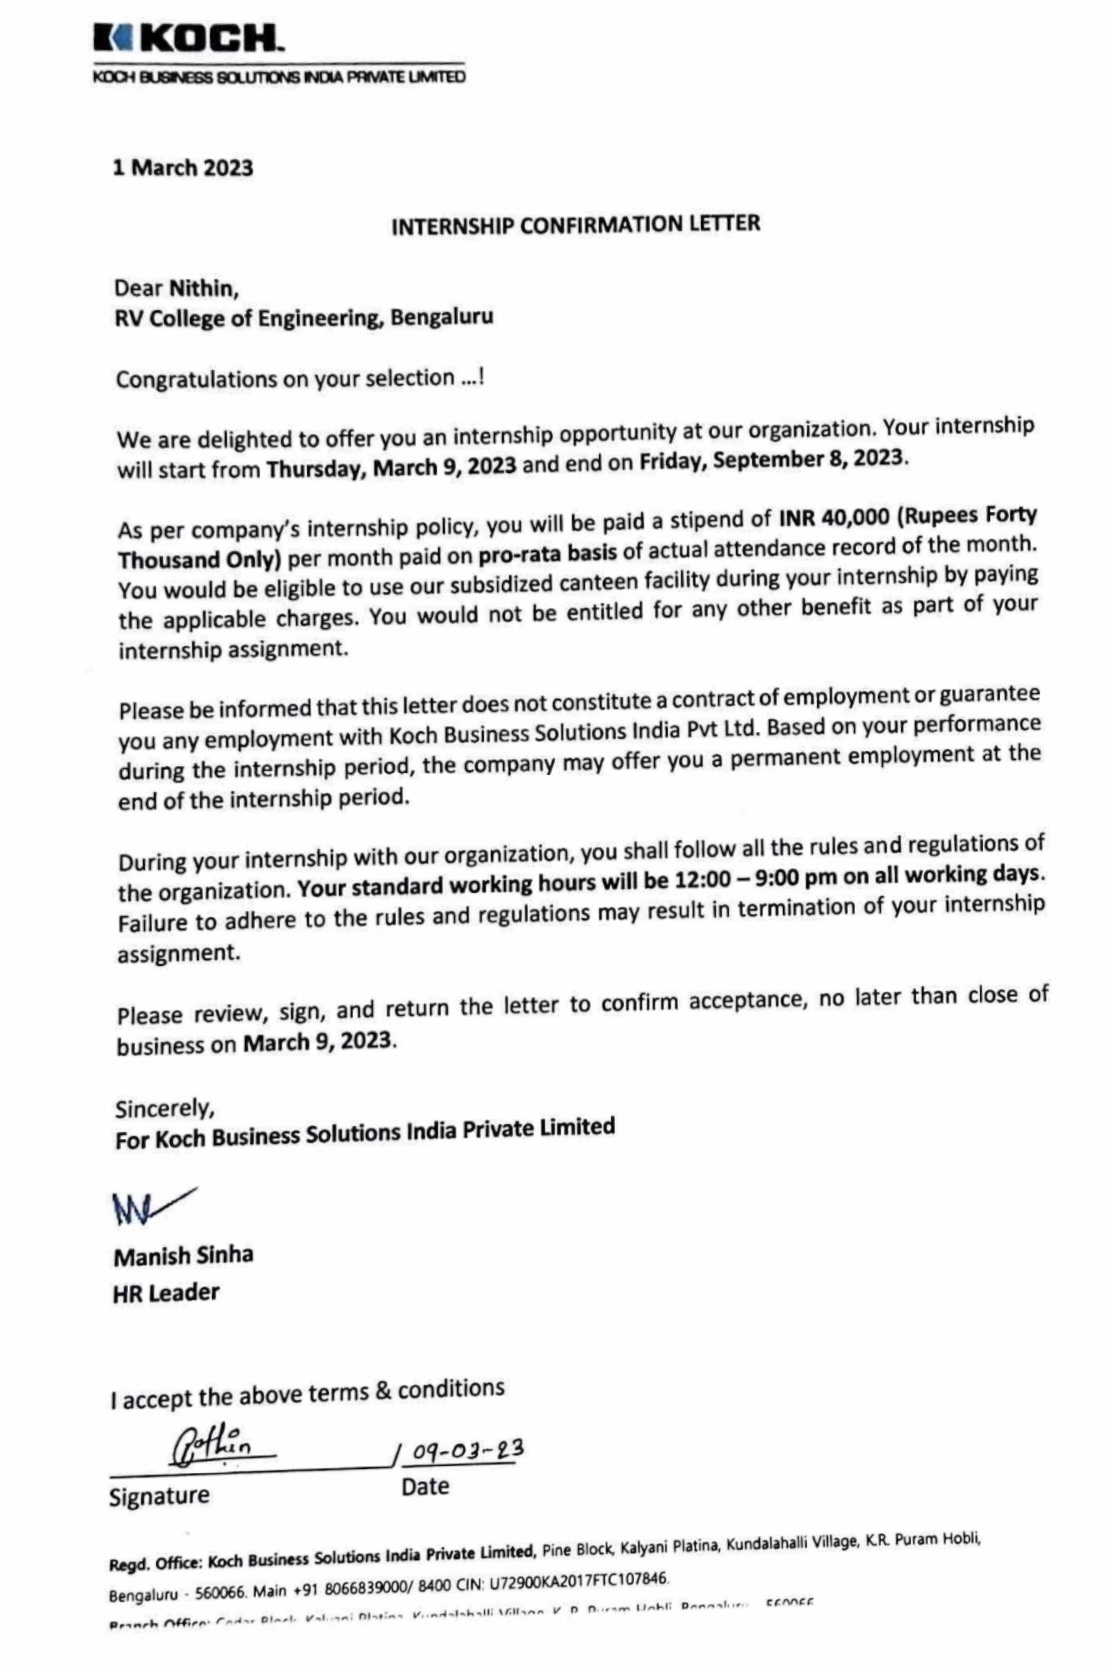 KOCH.
KOCH BUSINESS SOLUTIONS INDIA PRIVATE LIMITED
1 March 2023
INTERNSHIP CONFIRMATION LETTER
Dear Nithin,
RV College of Engineering, Bengaluru
Congratulations on your selection ...!
We are delighted to offer you an internship opportunity at our organization. Your internship
will start from Thursday, March 9, 2023 and end on Friday, September 8, 2023.
As per company's internship policy, you will be paid a stipend of INR 40,000 (Rupees Forty
Thousand Only) per month paid on pro-rata basis of actual attendance record of the month.
You would be eligible to use our subsidized canteen facility during your internship by paying
the applicable charges. You would not be entitled for any other benefit as part of your
internship assignment.
Please be informed that this letter does not constitute a contract of employment or guarantee
you any employment with Koch Business Solutions India Pvt Ltd. Based on your performance
during the internship period, the company may offer you a permanent employment at the
end of the internship period.
During your internship with our organization, you shall follow all the rules and regulations of
the organization. Your standard working hours will be 12:00 – 9:00 pm on all working days.
Failure to adhere to the rules and regulations may result in termination of your internship
assignment.
Please review, sign, and return the letter to confirm acceptance, no later than close of
business on March 9, 2023.
Sincerely,
For Koch Business Solutions India Private Limited
Manish Sinha
HR Leader
I accept the above terms & conditions
/ 09-03-23
Signature Date
Regd. Office: Koch Business Solutions India Private Limited, Pine Block, Kalyani Platina, Kundalahalli Village, K.R. Puram Hobli,
Bengaluru - 560066. Main +91 8066839000/ 8400 CIN: U72900KA2017FTC107846.
Branch Office: Cedar Block, Kalyani Platina, Kundalahalli Village, K R Puram Hobli Bengaluru 560066